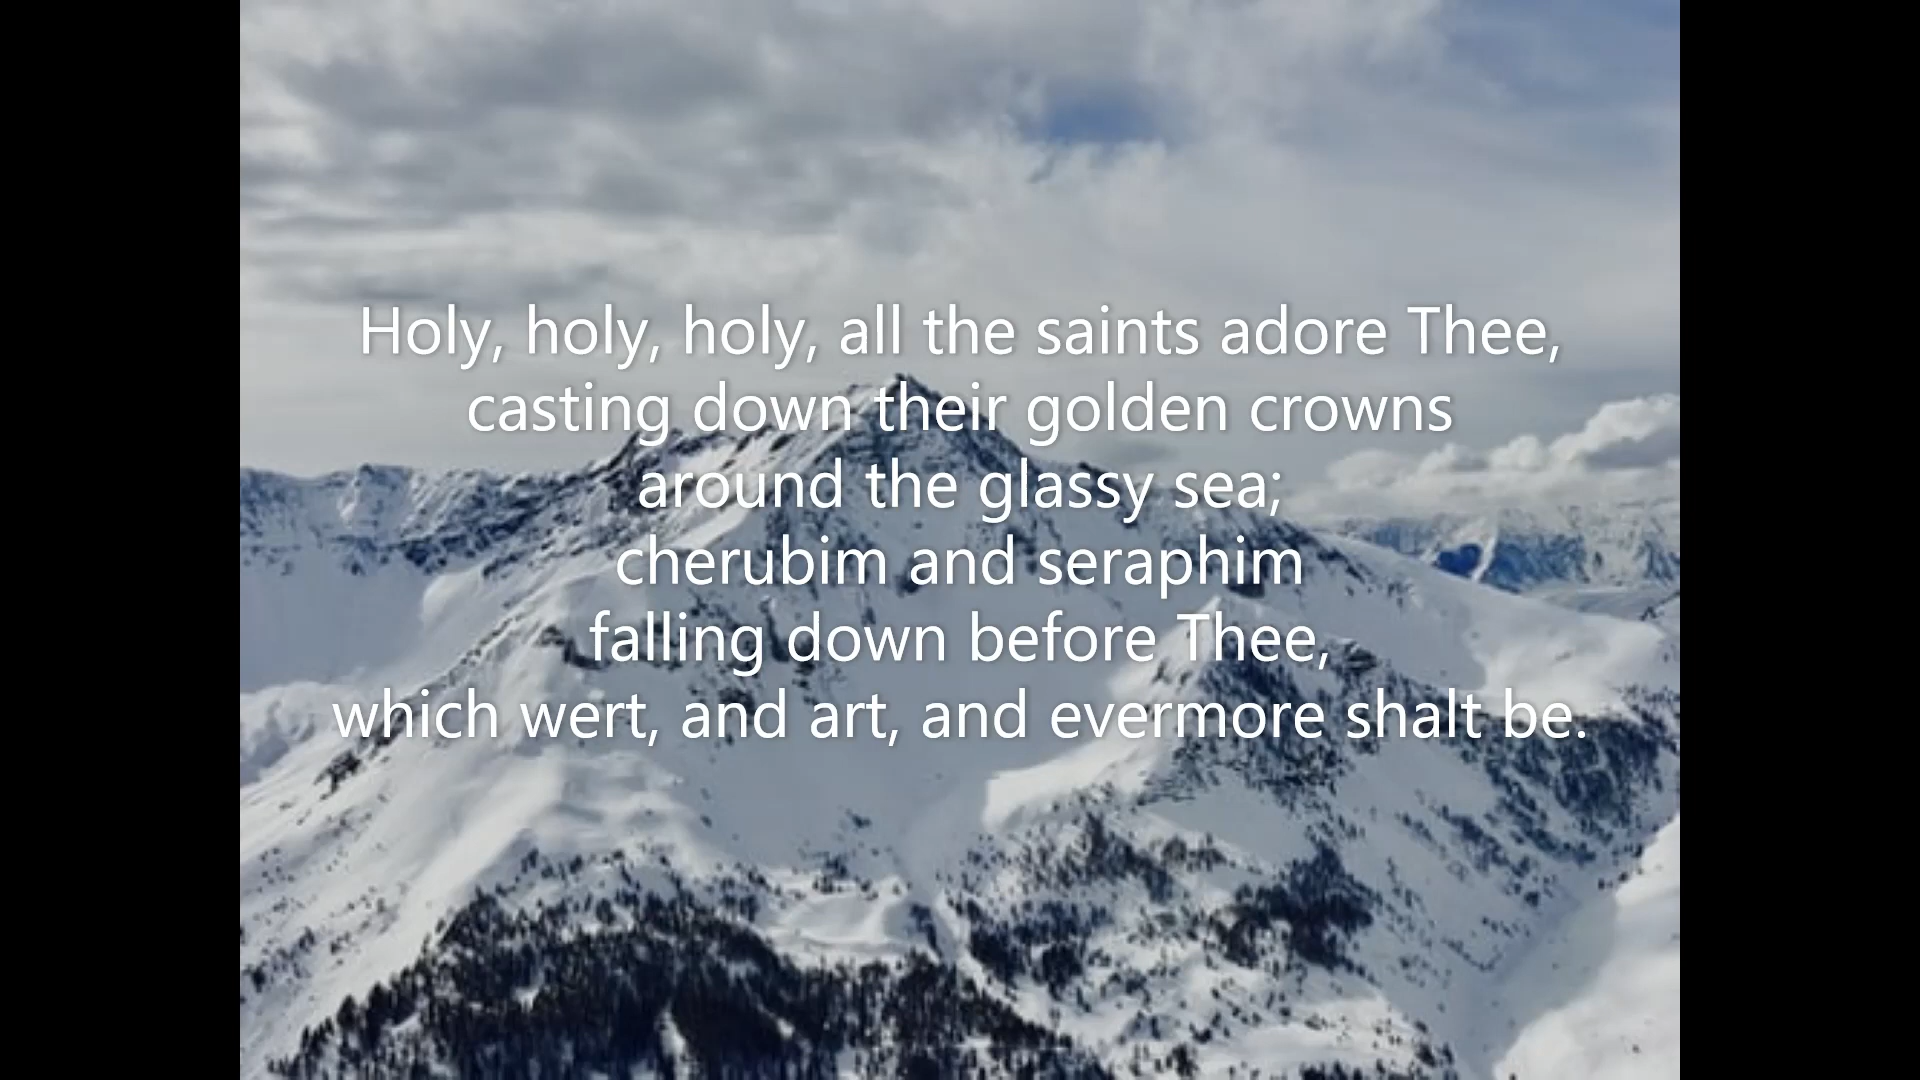 Holy, holy, holy, all the saints adore Thee,
casting down their golden crowns
around the glassy sea;
cherubim and seraphim
falling down before Thee,
which wert, and art, and evermore shalt be.